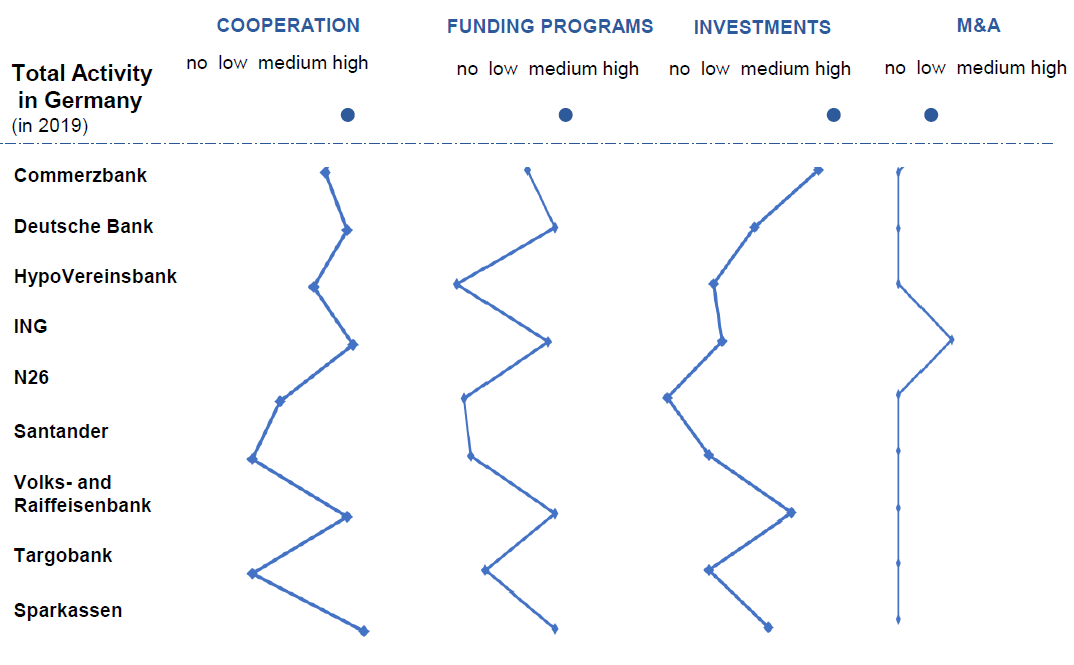 COOPERATION FUNDING PROGRAMS INVESTMENTS M&A
no low medium high no low medium high no low medium high no low medium high
Total Activity
in Germany
(in 2019)
Commerzbank
Deutsche Bank
HypoVereinsbank
ING
N26
Santander
Volks- and
Raiffeisenbank
Targobank
Sparkassen